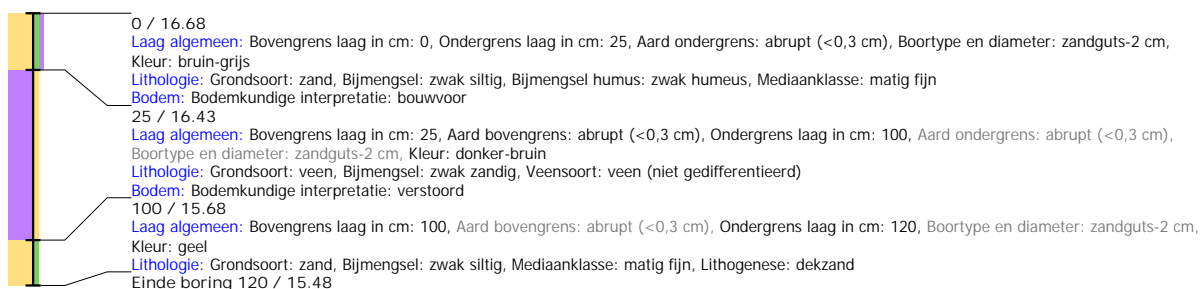 0 / 16.68
Laag algemeen: Bovengrens laag in cm: 0, Ondergrens laag in cm: 25, Aard ondergrens: abrupt (<0,3 cm), Boortype en diameter: zandguts-2 cm,
Kleur: bruin-grijs
Lithologie: Grondsoort: zand, Bijmengsel: zwak siltig, Bijmengsel humus: zwak humeus, Mediaanklasse: matig fijn
Bodem: Bodemkundige interpretatie: bouwvoor
25 / 16.43
Laag algemeen: Bovengrens laag in cm: 25, Aard bovengrens: abrupt (<0,3 cm), Ondergrens laag in cm: 100, Aard ondergrens: abrupt (<0,3 cm),
Boortype en diameter: zandguts-2 cm, Kleur: donker-bruin
Lithologie: Grondsoort: veen, Bijmengsel: zwak zandig, Veensoort: veen (niet gedifferentieerd)
Bodem: Bodemkundige interpretatie: verstoord
100 / 15.68
Laag algemeen: Bovengrens laag in cm: 100, Aard bovengrens: abrupt (<0,3 cm), Ondergrens laag in cm: 120, Boortype en diameter: zandguts-2 cm,
Kleur: geel
Lithologie: Grondsoort: zand, Bijmengsel: zwak siltig, Mediaanklasse: matig fijn, Lithogenese: dekzand
Einde boring 120 / 15.48